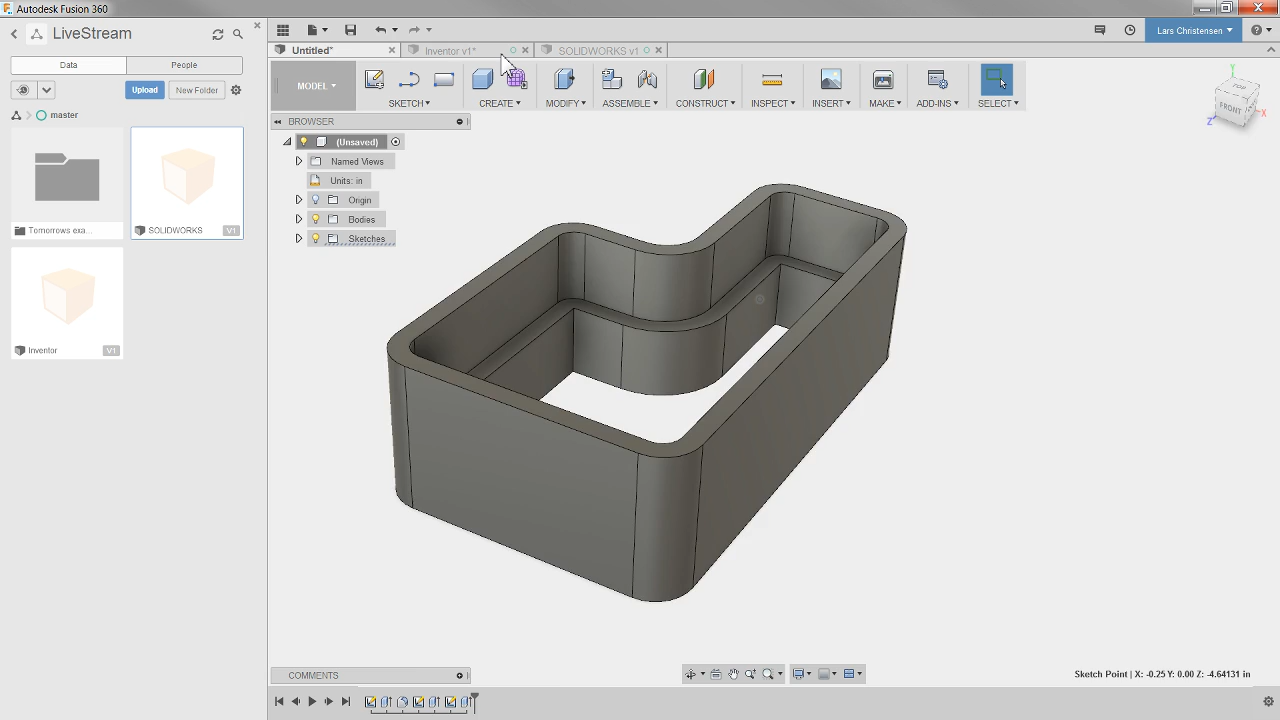 Autodesk Fusion 360
LiveStream
Data
People
Upload
New Folder
master
Tomorrows exa...
SOLIDWORKS
V1
Inventor
V1
Lars Christensen
Untitled*
Inventor v1*
SOLIDWORKS v1
MODEL
SKETCH
CREATE
MODIFY
ASSEMBLE
CONSTRUCT
INSPECT
INSERT
MAKE
ADD-INS
SELECT
BROWSER
(Unsaved)
Named Views
Units: in
Origin
Bodies
Sketches
Y
FRONT
X
Z
COMMENTS
Sketch Point | X: -0.25 Y: 0.00 Z: -4.64131 in